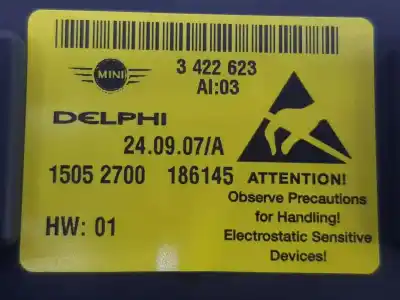 MINI
3 422 623
AI:03
DELPHI
24.09.07/A
1505 2700 186145
HW: 01
ATTENTION!
Observe Precautions
for Handling!
Electrostatic Sensitive
Devices!